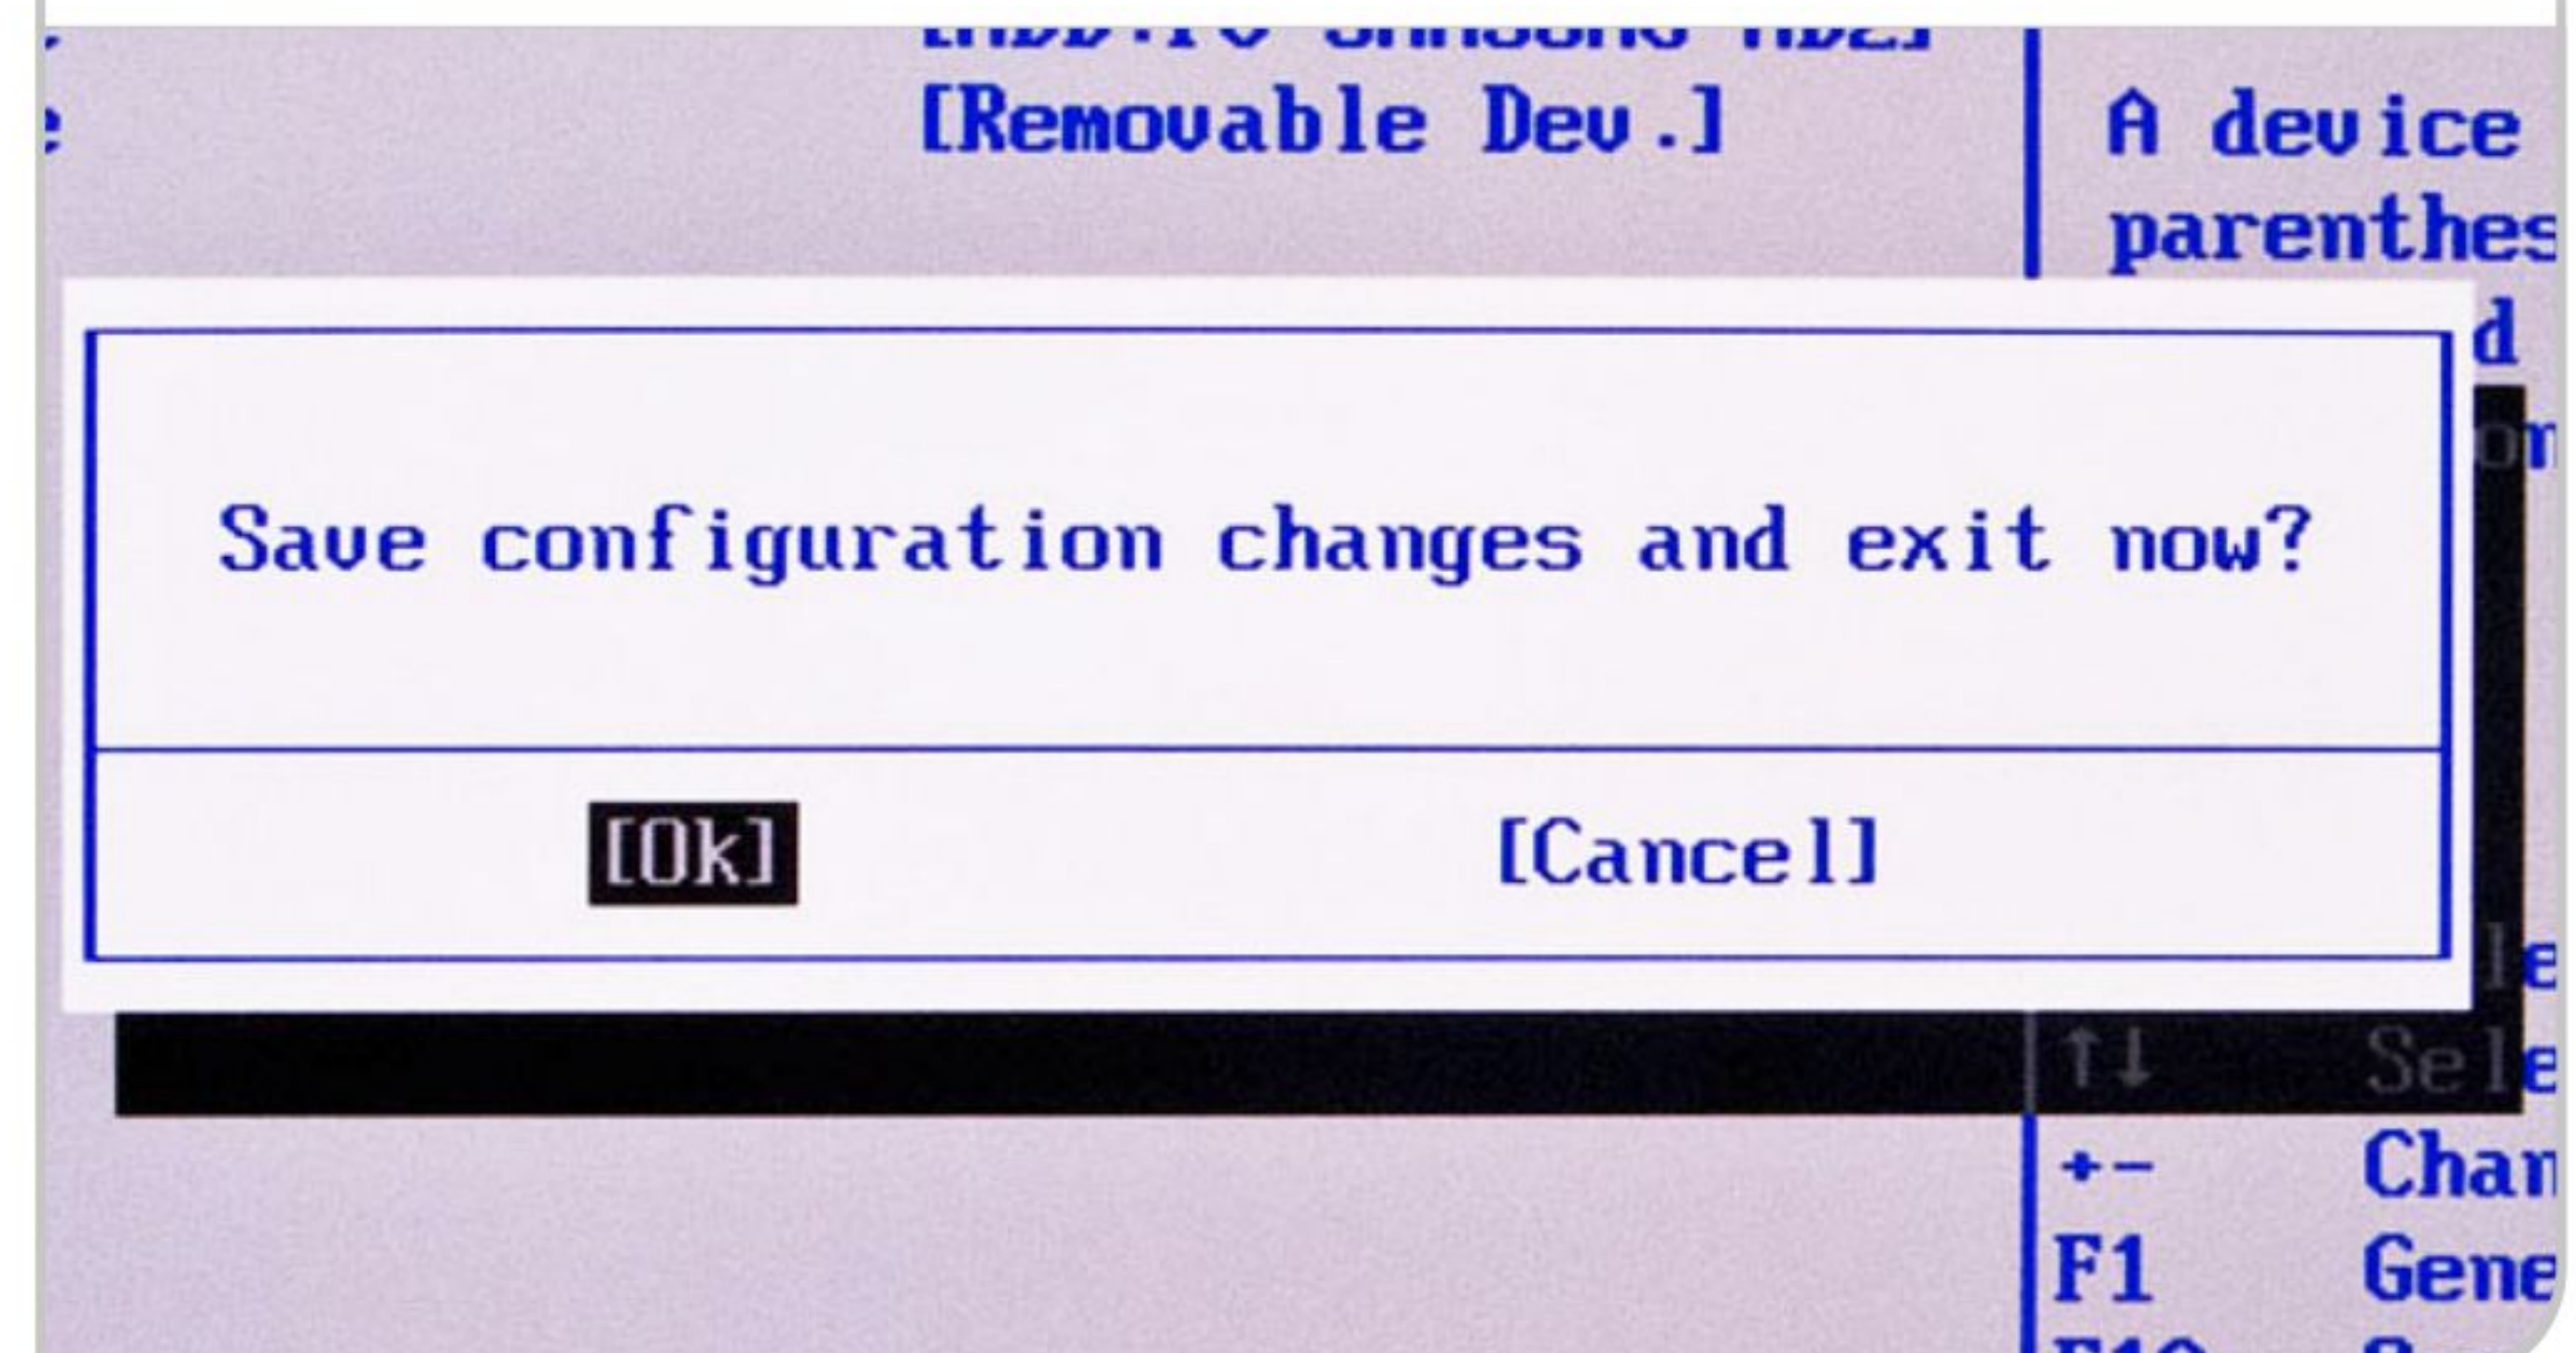 [Removable Dev.]
A device
parenthes
d
Save configuration changes and exit now?
[Ok] [Cancel]
↑↓ Sele
+- Chan
F1 Gene